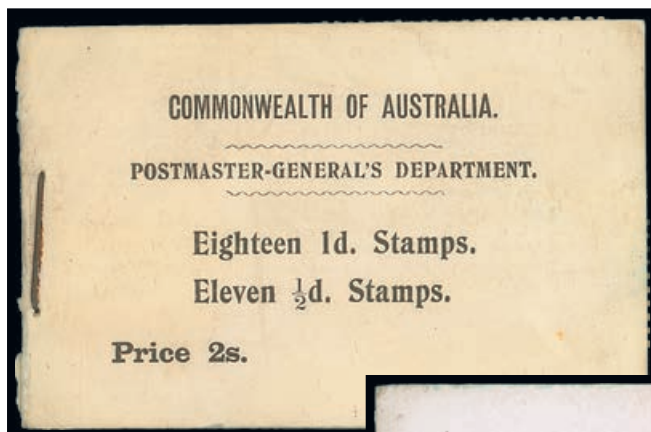 COMMONWEALTH OF AUSTRALIA.
POSTMASTER-GENERAL'S DEPARTMENT.
Eighteen 1d. Stamps.
Eleven ½d. Stamps.
Price 2s.